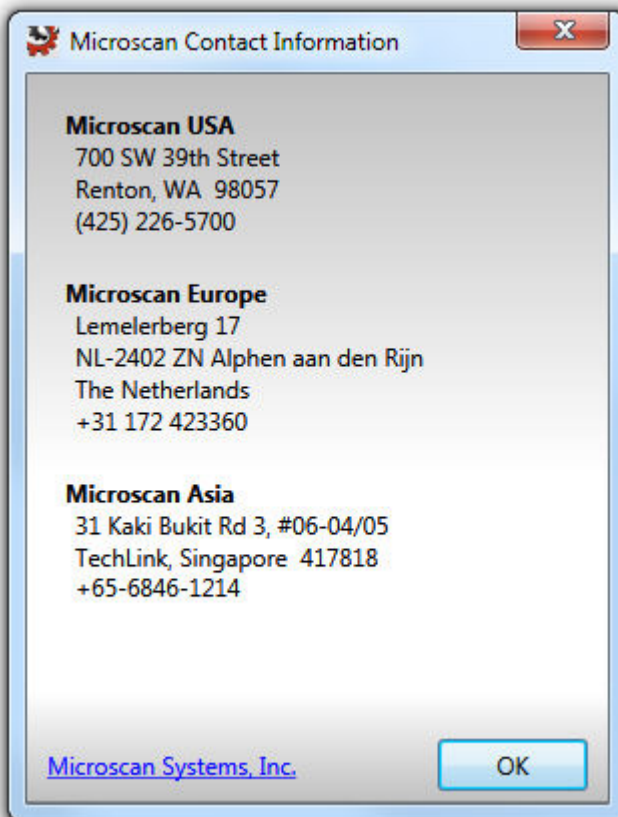 Microscan Contact Information
Microscan USA
700 SW 39th Street
Renton, WA  98057
(425) 226-5700
Microscan Europe
Lemelerberg 17
NL-2402 ZN Alphen aan den Rijn
The Netherlands
+31 172 423360
Microscan Asia
31 Kaki Bukit Rd 3, #06-04/05
TechLink, Singapore  417818
+65-6846-1214
Microscan Systems, Inc.
OK